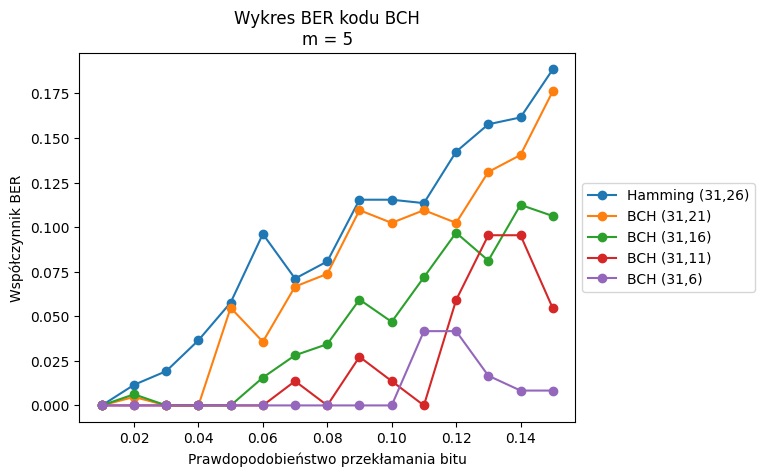 Wykres BER kodu BCH
m = 5
Współczynnik BER
0.175
0.150
0.125
0.100
0.075
0.050
0.025
0.000
0.02 0.04 0.06 0.08 0.10 0.12 0.14
Prawdopodobieństwo przekłamania bitu
Hamming (31,26)
BCH (31,21)
BCH (31,16)
BCH (31,11)
BCH (31,6)